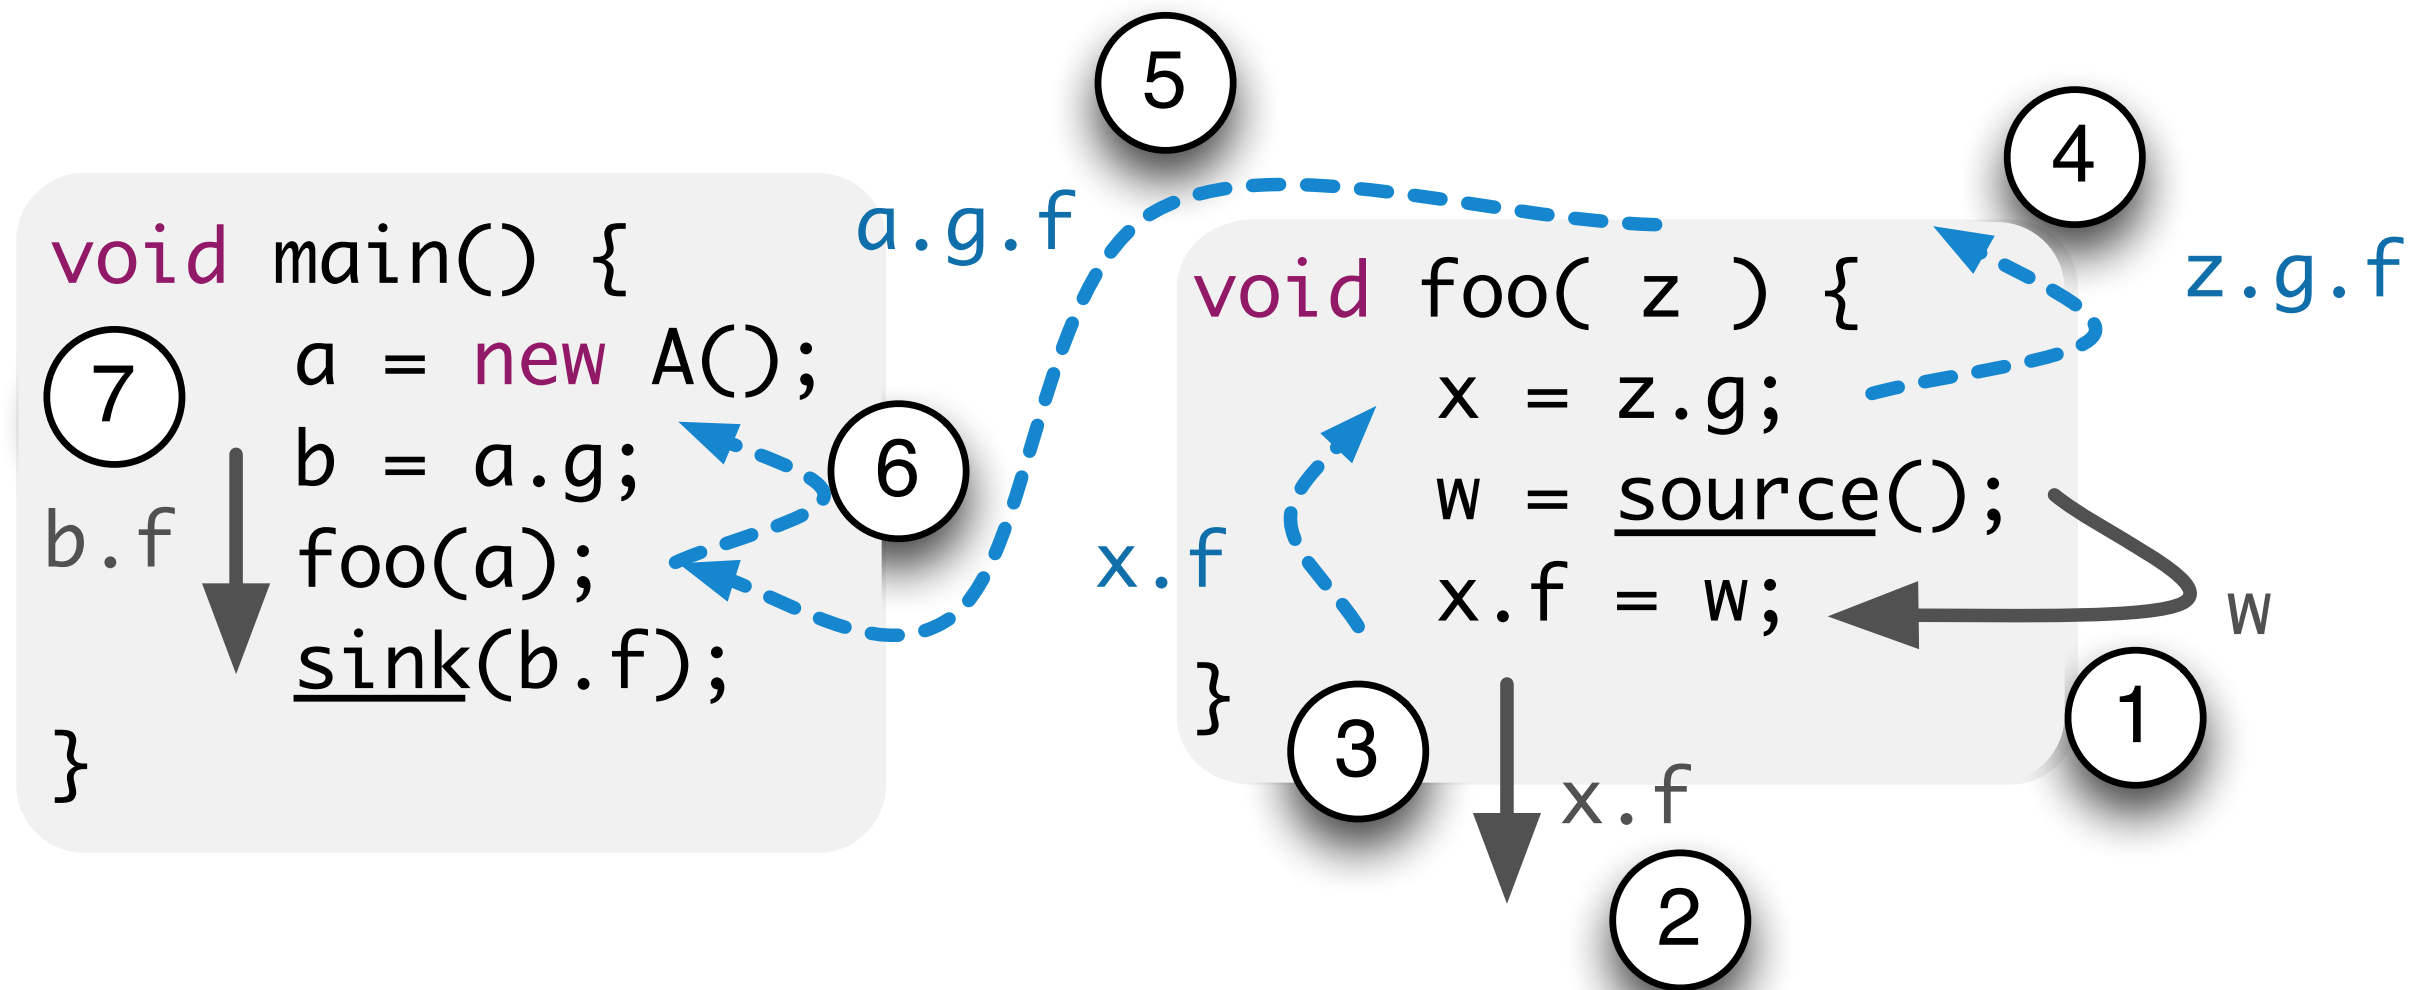 void main() {
a = new A();
b = a.g;
foo(a);
sink(b.f);
}
7
b.f
6
a.g.f
5
void foo( z ) {
x = z.g;
w = source();
x.f = w;
}
4
z.g.f
x.f
3
x.f
2
w
1